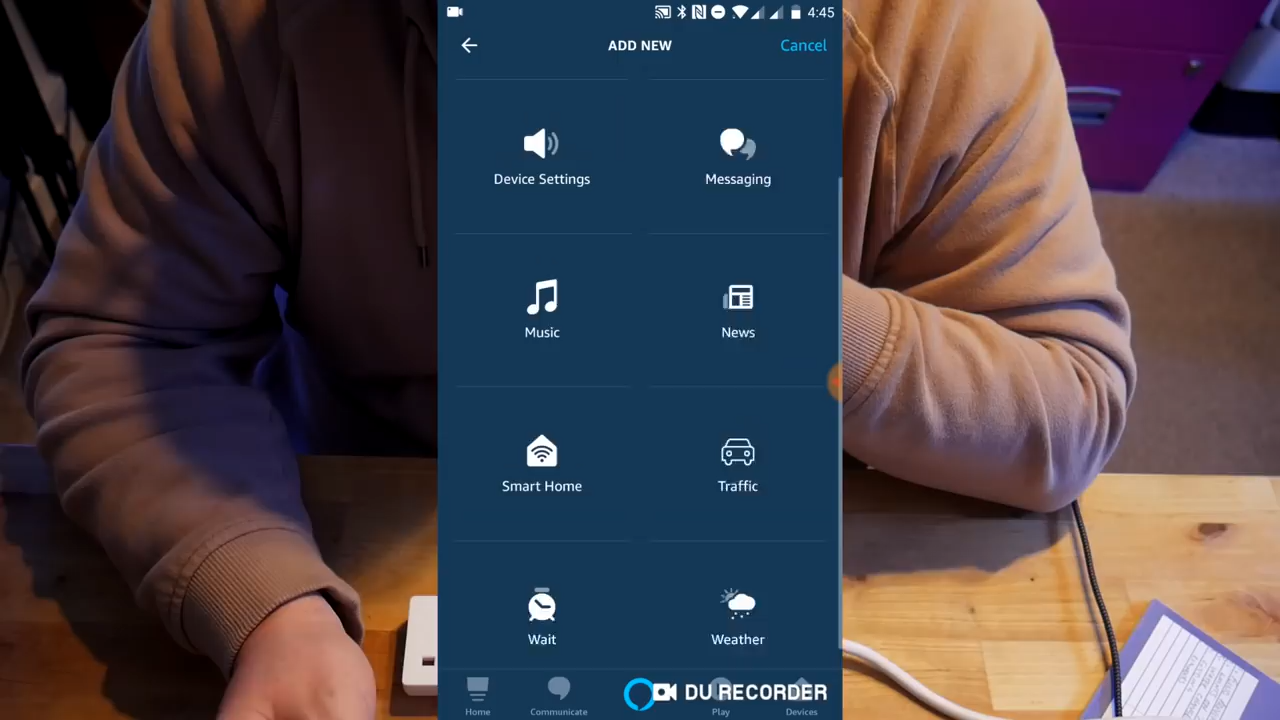 4:45
ADD NEW
Cancel
Device Settings
Messaging
Music
News
Smart Home
Traffic
Wait
Weather
DU RECORDER
Home
Communicate
Play
Devices